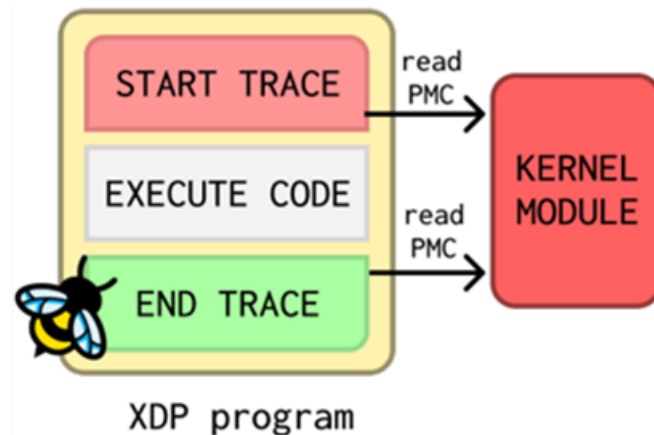 START TRACE
read
PMC
EXECUTE CODE
KERNEL
MODULE
read
PMC
END TRACE
XDP program